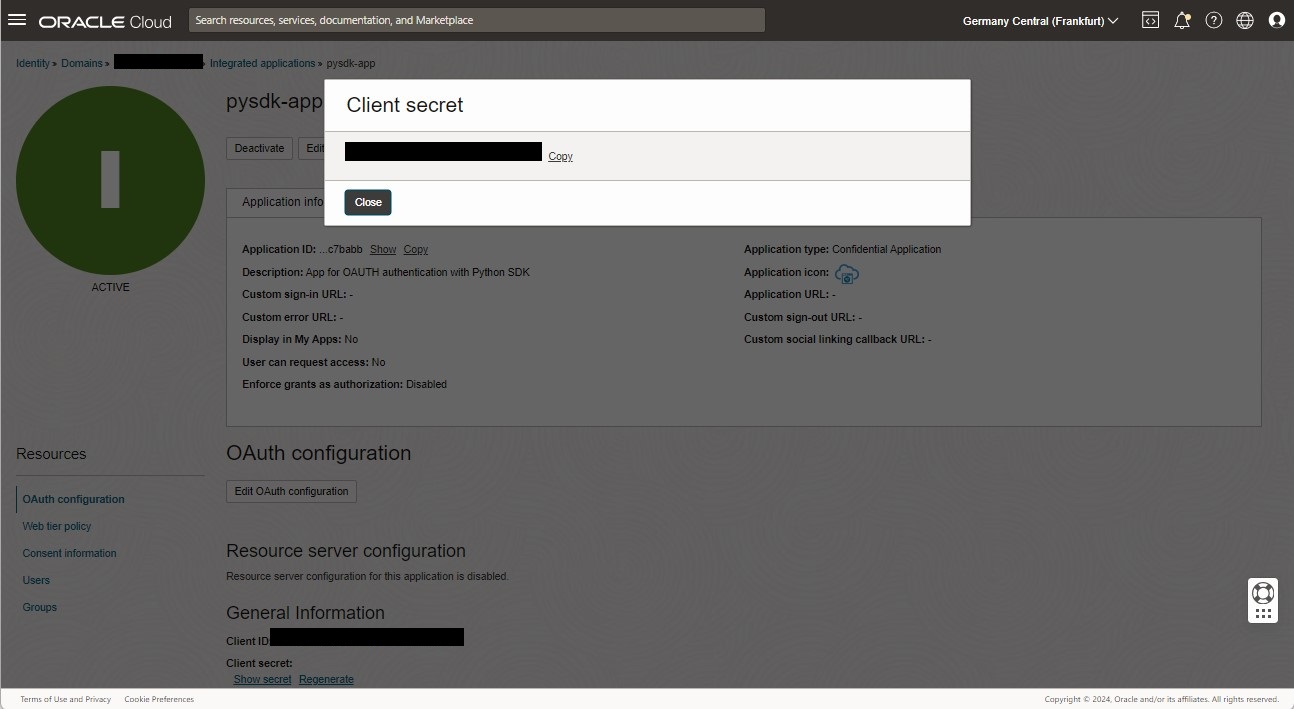 ORACLE Cloud
Search resources, services, documentation, and Marketplace
Germany Central (Frankfurt)
Identity » Domains » » Integrated applications » pysdk-app
I
ACTIVE
pysdk-app
Deactivate
Edit
Client secret
Copy
Close
Application info
Application ID: ...c7babb Show Copy
Description: App for OAUTH authentication with Python SDK
Custom sign-in URL: -
Custom error URL: -
Display in My Apps: No
User can request access: No
Enforce grants as authorization: Disabled
Application type: Confidential Application
Application icon:
Application URL: -
Custom sign-out URL: -
Custom social linking callback URL: -
Resources
OAuth configuration
Web tier policy
Consent information
Users
Groups
OAuth configuration
Edit OAuth configuration
Resource server configuration
Resource server configuration for this application is disabled.
General Information
Client ID:
Client secret:
Show secret Regenerate
Terms of Use and Privacy Cookie Preferences
Copyright © 2024, Oracle and/or its affiliates. All rights reserved.